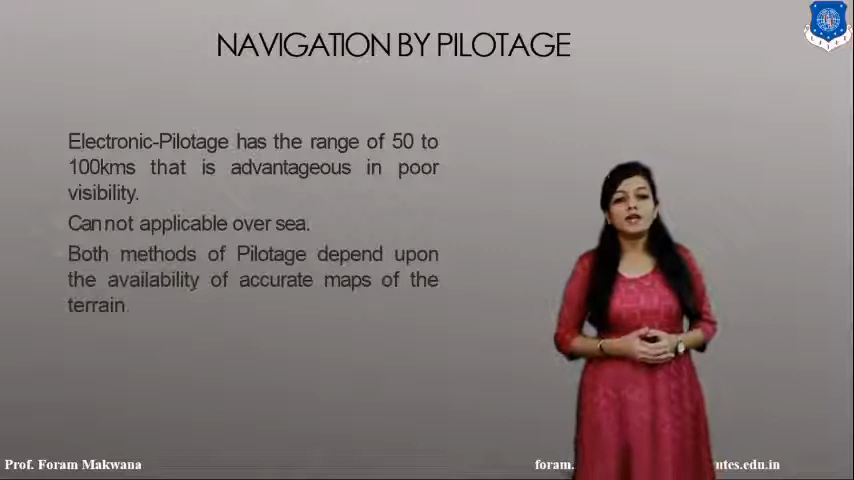 NAVIGATION BY PILOTAGE
Electronic-Pilotage has the range of 50 to
100kms that is advantageous in poor
visibility.
Can not applicable over sea.
Both methods of Pilotage depend upon
the availability of accurate maps of the
terrain.
Prof. Foram Makwana
foram.
utes.edu.in